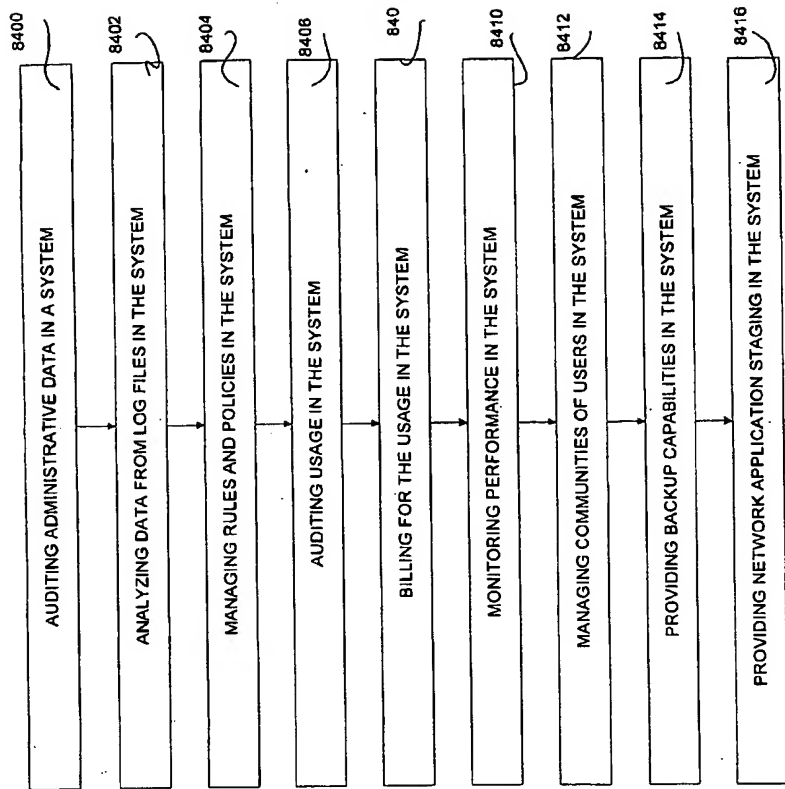 8400
AUDITING ADMINISTRATIVE DATA IN A SYSTEM
8402
ANALYZING DATA FROM LOG FILES IN THE SYSTEM
8404
MANAGING RULES AND POLICIES IN THE SYSTEM
8406
AUDITING USAGE IN THE SYSTEM
840
BILLING FOR THE USAGE IN THE SYSTEM
8410
MONITORING PERFORMANCE IN THE SYSTEM
8412
MANAGING COMMUNITIES OF USERS IN THE SYSTEM
8414
PROVIDING BACKUP CAPABILITIES IN THE SYSTEM
8416
PROVIDING NETWORK APPLICATION STAGING IN THE SYSTEM